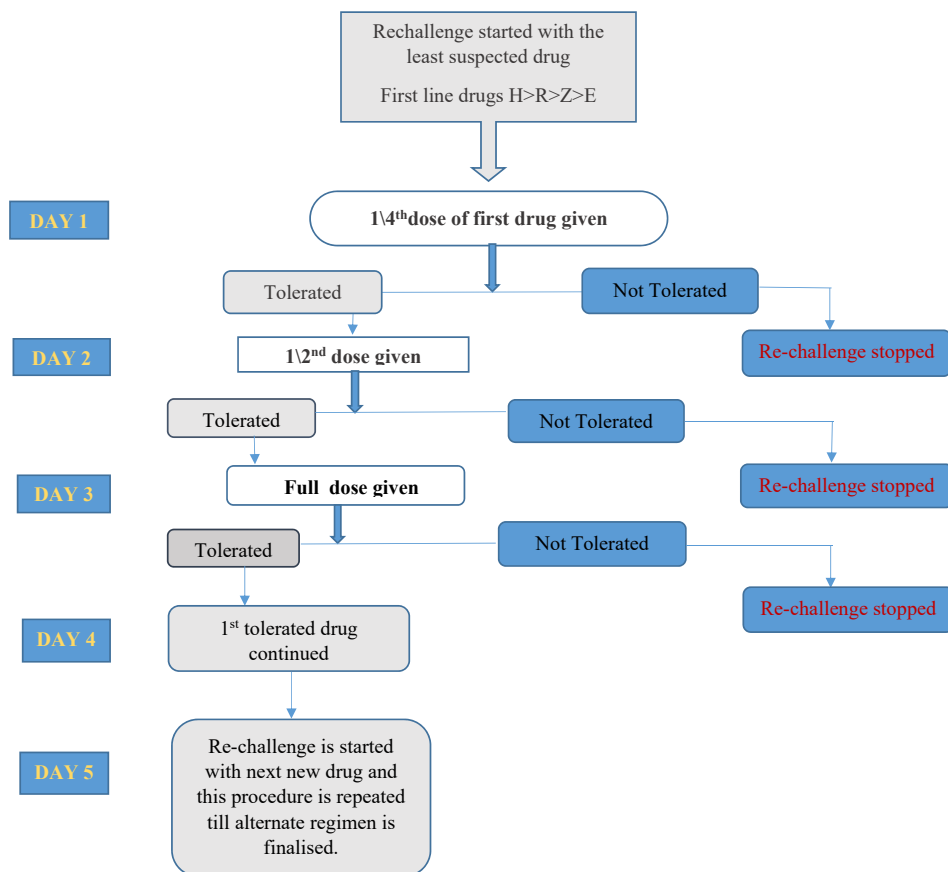 Rechallenge started with the
least suspected drug
First line drugs H>R>Z>E
DAY 1
1\4th dose of first drug given
Tolerated
Not Tolerated
DAY 2
1\2nd dose given
Re-challenge stopped
Tolerated
Not Tolerated
DAY 3
Full dose given
Re-challenge stopped
Tolerated
Not Tolerated
Re-challenge stopped
DAY 4
1st tolerated drug
continued
DAY 5
Re-challenge is started
with next new drug and
this procedure is repeated
till alternate regimen is
finalised.